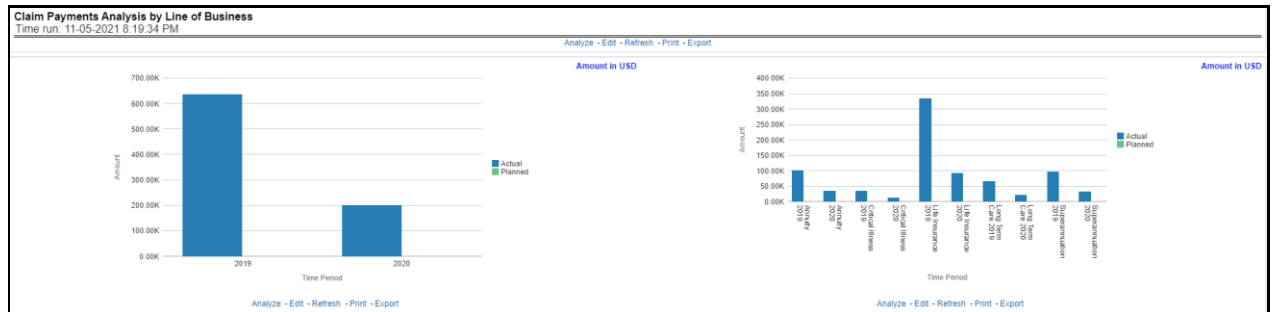 Claim Payments Analysis by Line of Business
Time run: 11-05-2021 8:19:34 PM
Analyze - Edit - Refresh - Print - Export
Amount in USD
700.00K
600.00K
500.00K
400.00K
300.00K
200.00K
100.00K
0.00K
Amount
2019
2020
Time Period
Actual
Planned
Analyze - Edit - Refresh - Print - Export
Amount in USD
400.00K
350.00K
300.00K
250.00K
200.00K
150.00K
100.00K
50.00K
0.00K
Amount
Annuity
2019
Annuity
2020
Critical Illness
2019
Critical Illness
2020
Life Insurance
2019
Life Insurance
2020
Long Term
Care 2019
Long Term
Care 2020
Superannuation
2019
Superannuation
2020
Time Period
Actual
Planned
Analyze - Edit - Refresh - Print - Export